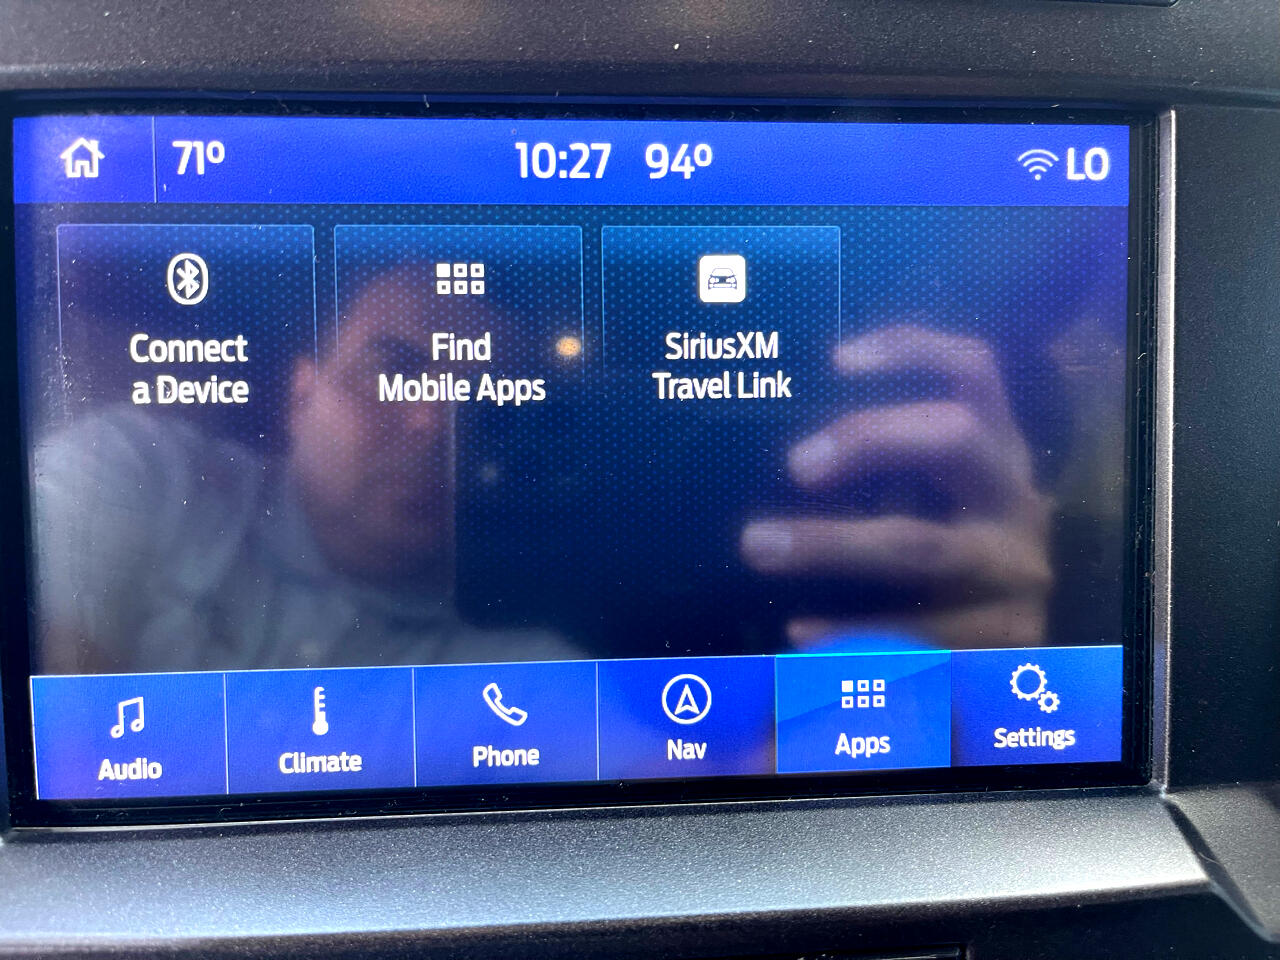 71º
10:27 94º
LO
Connect
a Device
Find
Mobile Apps
SiriusXM
Travel Link
Audio
Climate
Phone
Nav
Apps
Settings